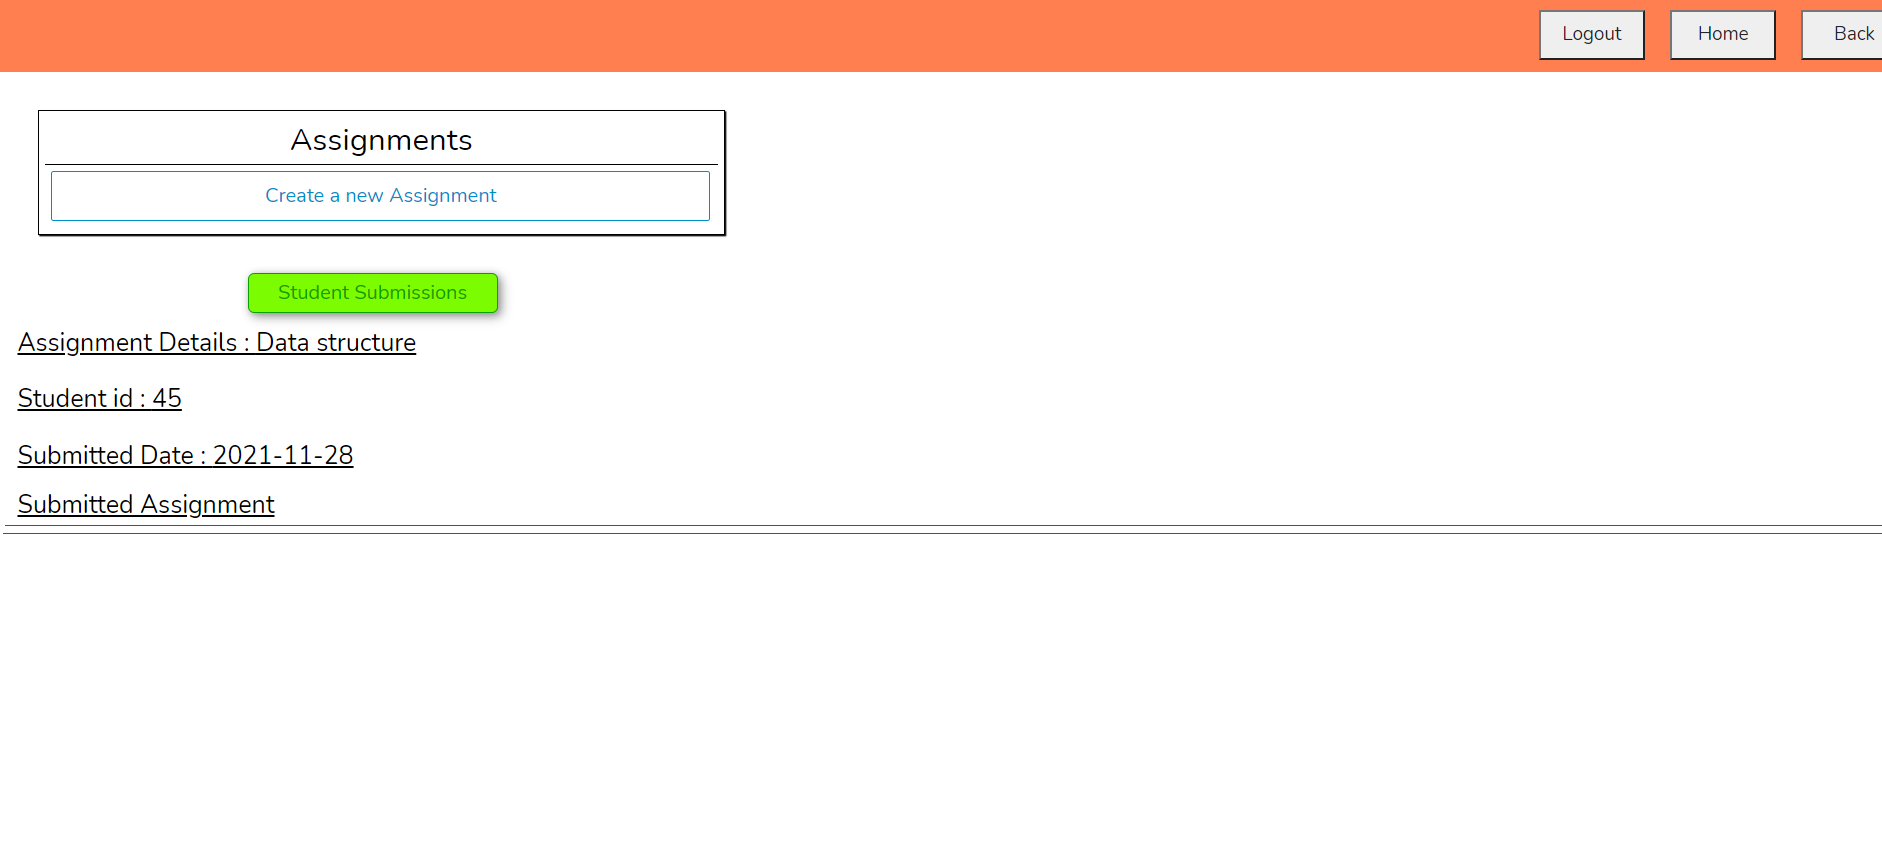 Logout Home Back
Assignments
Create a new Assignment
Student Submissions
Assignment Details : Data structure
Student id : 45
Submitted Date : 2021-11-28
Submitted Assignment